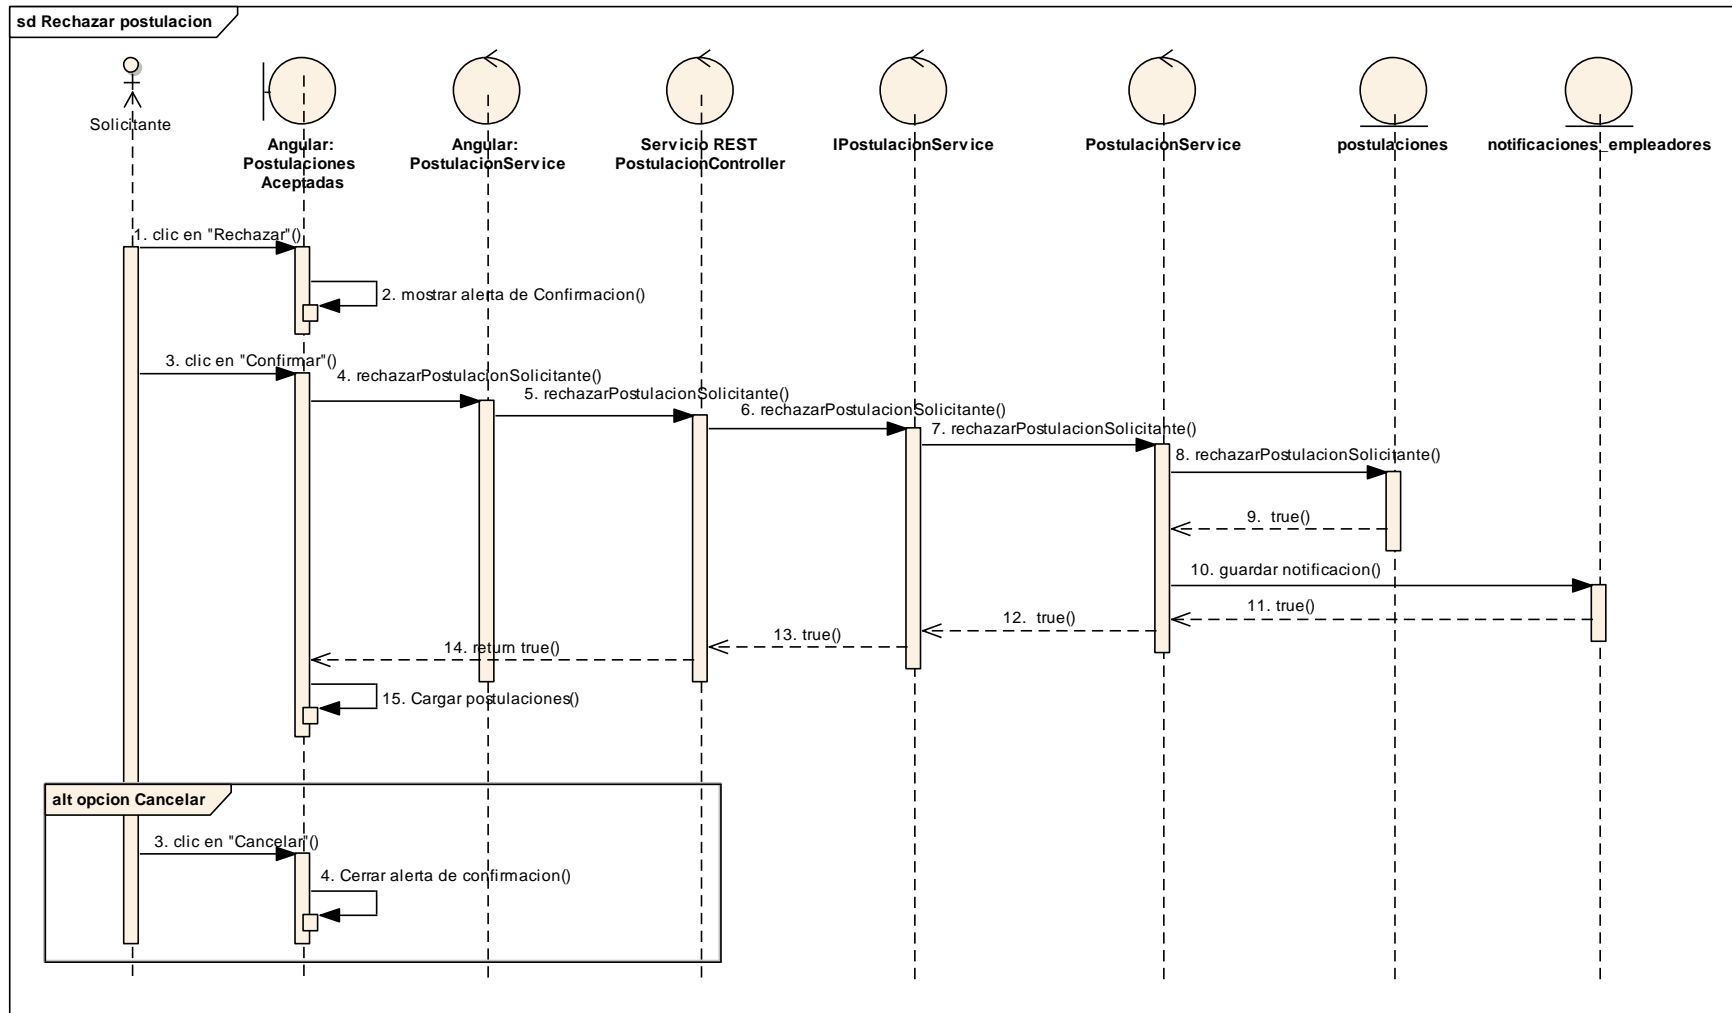 sd Rechazar postulacion
Solicitante
Angular:
Postulaciones
Aceptadas
Angular:
PostulacionService
Servicio REST
PostulacionController
IPostulacionService
PostulacionService
postulaciones
notificaciones_empleadores
1. clic en "Rechazar"()
2. mostrar alerta de Confirmacion()
3. clic en "Confirmar"()
4. rechazarPostulacionSolicitante()
5. rechazarPostulacionSolicitante()
6. rechazarPostulacionSolicitante()
7. rechazarPostulacionSolicitante()
8. rechazarPostulacionSolicitante()
9. true()
10. guardar notificacion()
11. true()
12. true()
13. true()
14. return true()
15. Cargar postulaciones()
alt opcion Cancelar
3. clic en "Cancelar"()
4. Cerrar alerta de confirmacion()